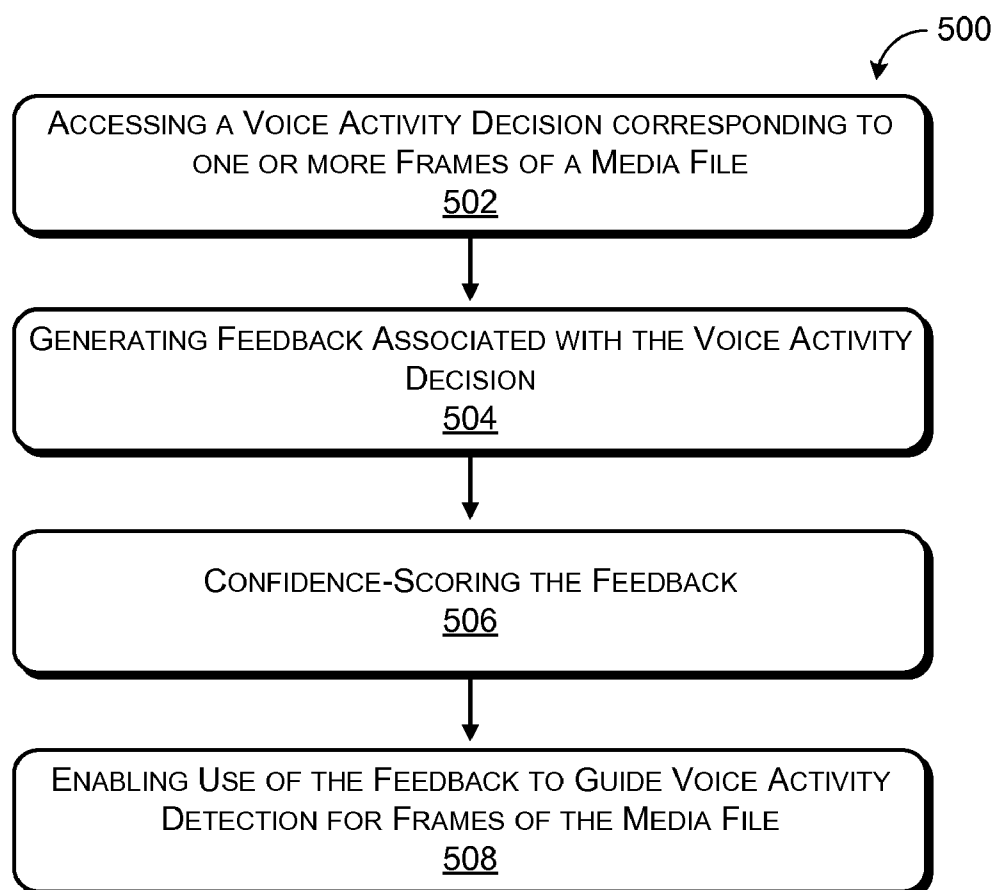 500
ACCESSING A VOICE ACTIVITY DECISION CORRESPONDING TO
ONE OR MORE FRAMES OF A MEDIA FILE
502
GENERATING FEEDBACK ASSOCIATED WITH THE VOICE ACTIVITY
DECISION
504
CONFIDENCE-SCORING THE FEEDBACK
506
ENABLING USE OF THE FEEDBACK TO GUIDE VOICE ACTIVITY
DETECTION FOR FRAMES OF THE MEDIA FILE
508